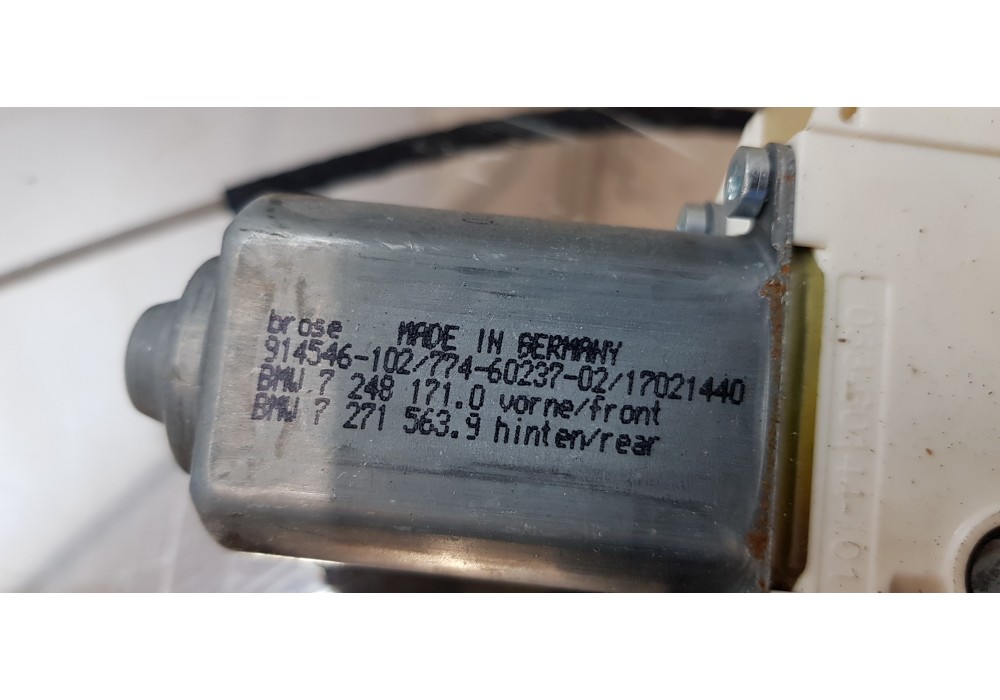 brose MADE IN GERMANY
914546-102/774-60237-02/17021440
BMW 7 248 171.0 vorne/front
BMW 7 271 563.9 hinten/rear